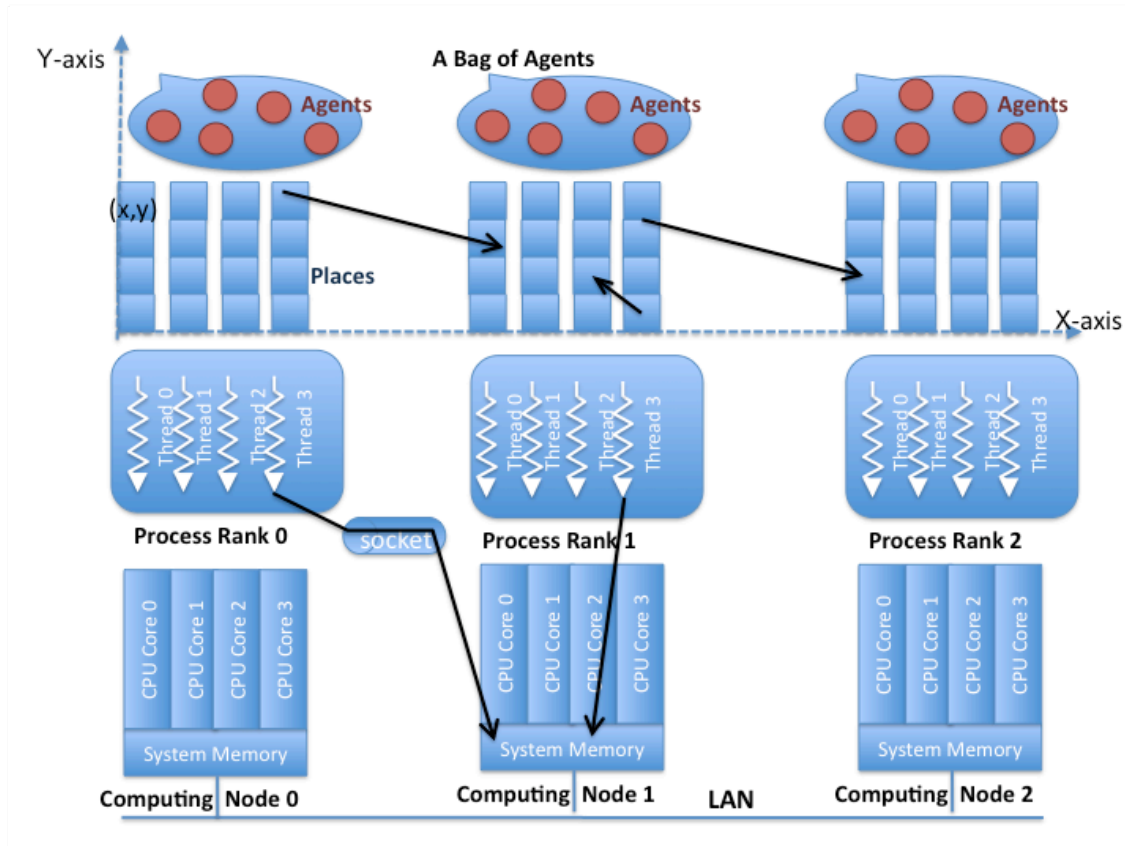 Y-axis
A Bag of Agents
Agents
Agents
Agents
(x,y)
Places
X-axis
Thread 0
Thread 1
Thread 2
Thread 3
Thread 0
Thread 1
Thread 2
Thread 3
Thread 0
Thread 1
Thread 2
Thread 3
Process Rank 0
socket
Process Rank 1
Process Rank 2
CPU Core 0
CPU Core 1
CPU Core 2
CPU Core 3
CPU Core 0
CPU Core 1
CPU Core 2
CPU Core 3
CPU Core 0
CPU Core 1
CPU Core 2
CPU Core 3
System Memory
System Memory
System Memory
Computing Node 0
Computing Node 1
LAN
Computing Node 2